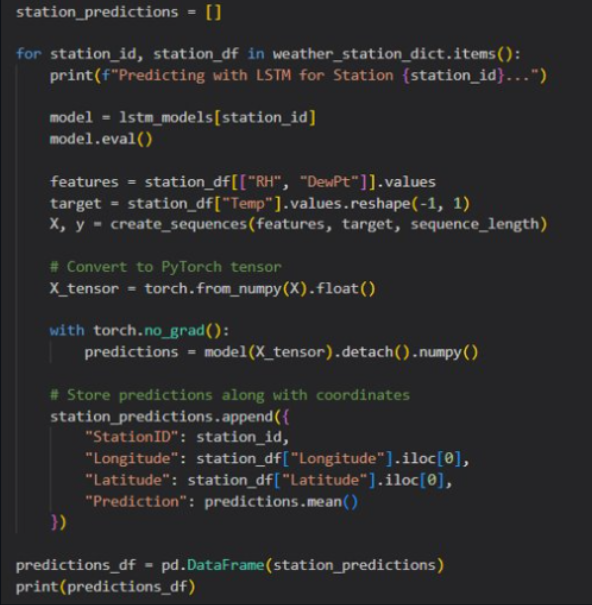 station_predictions = []
for station_id, station_df in weather_station_dict.items():
    print(f"Predicting with LSTM for Station {station_id}...")
    model = lstm_models[station_id]
    model.eval()
    features = station_df[["RH", "DewPt"]].values
    target = station_df["Temp"].values.reshape(-1, 1)
    X, y = create_sequences(features, target, sequence_length)
    # Convert to PyTorch tensor
    X_tensor = torch.from_numpy(X).float()
    with torch.no_grad():
        predictions = model(X_tensor).detach().numpy()
    # Store predictions along with coordinates
    station_predictions.append({
        "StationID": station_id,
        "Longitude": station_df["Longitude"].iloc[0],
        "Latitude": station_df["Latitude"].iloc[0],
        "Prediction": predictions.mean()
    })
predictions_df = pd.DataFrame(station_predictions)
print(predictions_df)